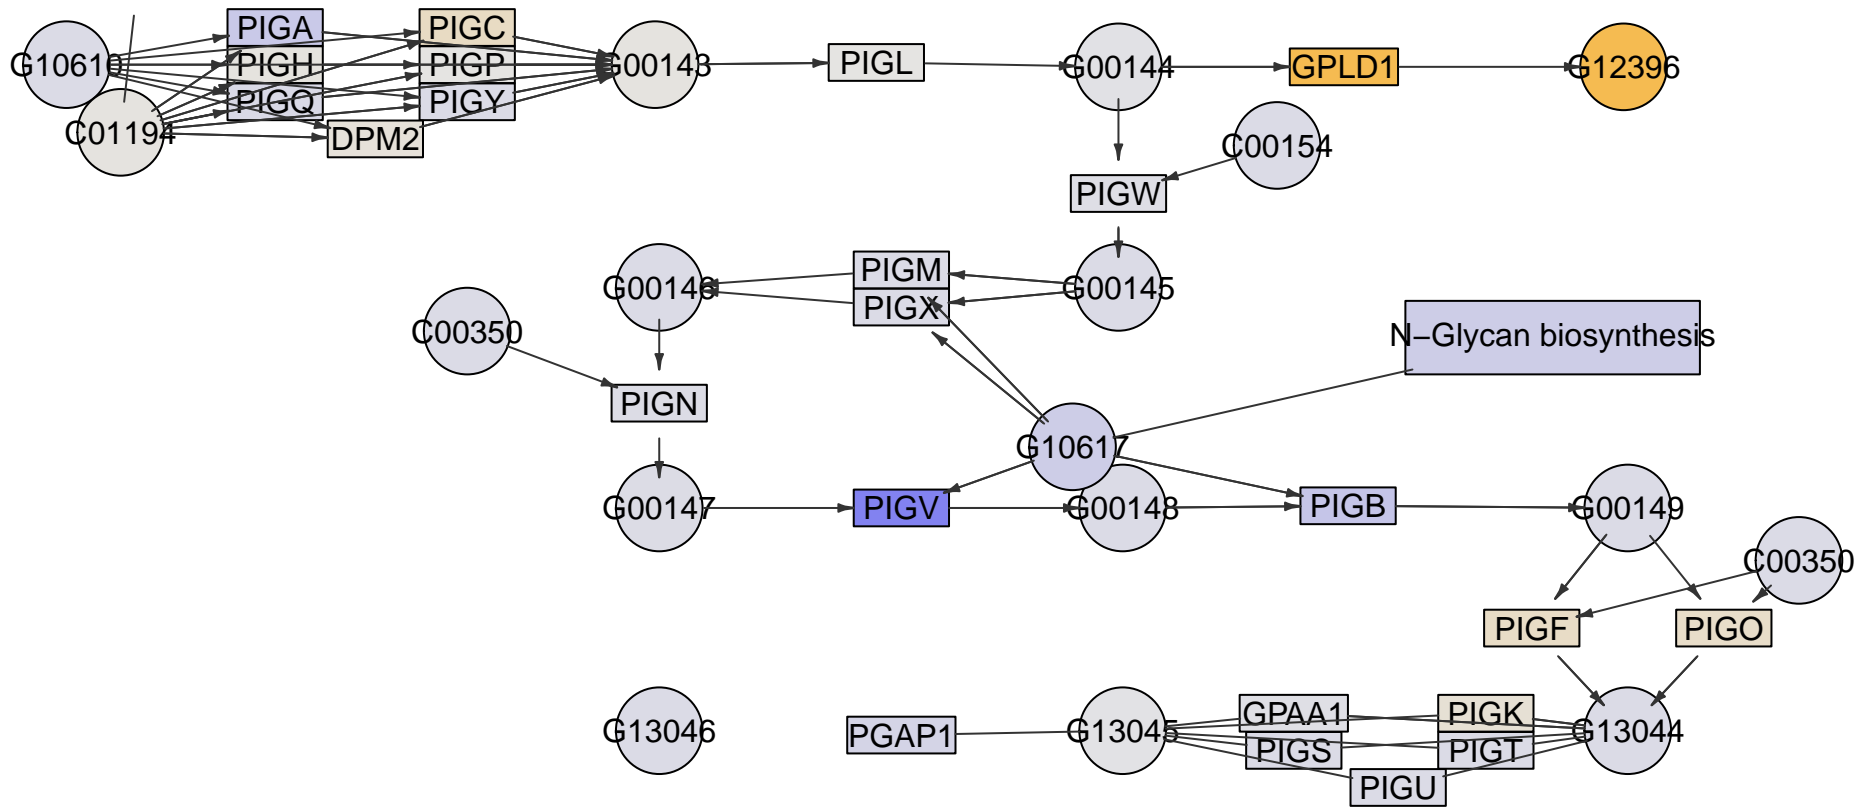 PIGA
PIGC
G10610
PIGH
PIGP
G00143
PIGL
G00144
GPLD1
G12396
PIGQ
PIGY
C01194
DPM2
C00154
PIGW
PIGM
G00146
G00145
PIGX
C00350
N−Glycan biosynthesis
PIGN
G10617
G00147
PIGV
G00148
PIGB
G00149
C00350
PIGF
PIGO
GPAA1
PIGK
G13046
PGAP1
G13045
G13044
PIGS
PIGT
PIGU